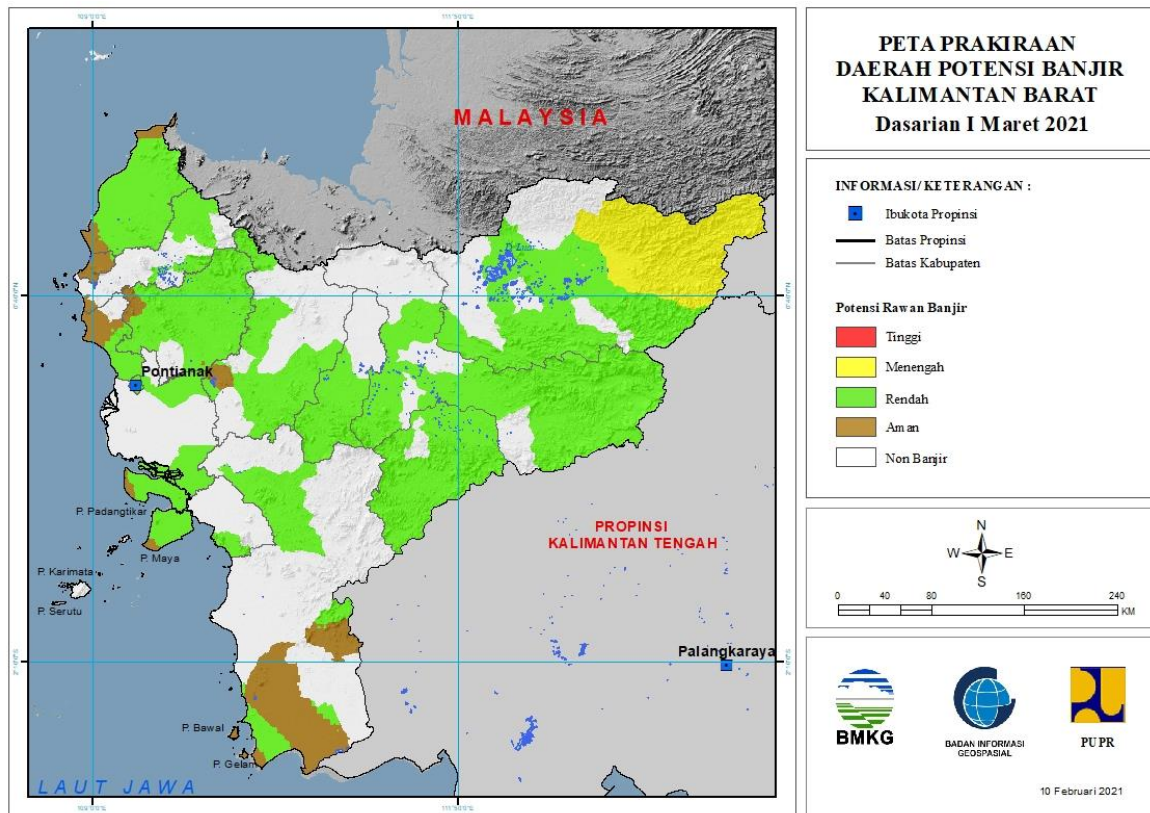 PETA PRAKIRAAN
DAERAH POTENSI BANJIR
KALIMANTAN BARAT
Dasarian I Maret 2021
INFORMASI/ KETERANGAN :
Ibukota Propinsi
Batas Propinsi
Batas Kabupaten
Potensi Rawan Banjir
Tinggi
Menengah
Rendah
Aman
Non Banjir
N
W E
S
0 40 80 160 240
KM
BMKG
BADAN INFORMASI
GEOSPASIAL
PUPR
10 Februari 2021
MALAYSIA
Pontianak
P. Padangtikar
P. Maya
P. Karimata
P. Serutu
PROPINSI
KALIMANTAN TENGAH
Palangkaraya
P. Bawal
P. Gelam
LAUT JAWA